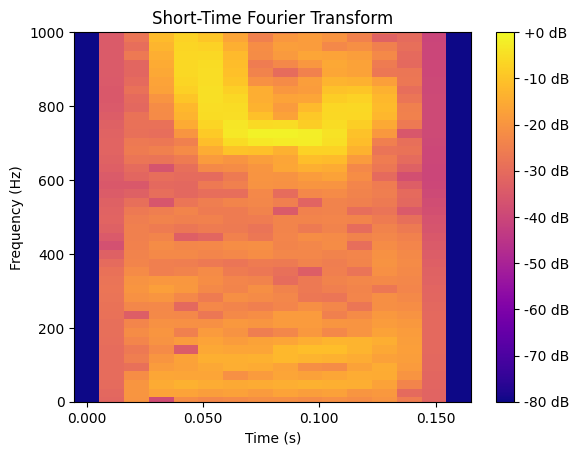 Short-Time Fourier Transform
Frequency (Hz)
1000
800
600
400
200
0
0.000
0.050
0.100
0.150
Time (s)
+0 dB
-10 dB
-20 dB
-30 dB
-40 dB
-50 dB
-60 dB
-70 dB
-80 dB